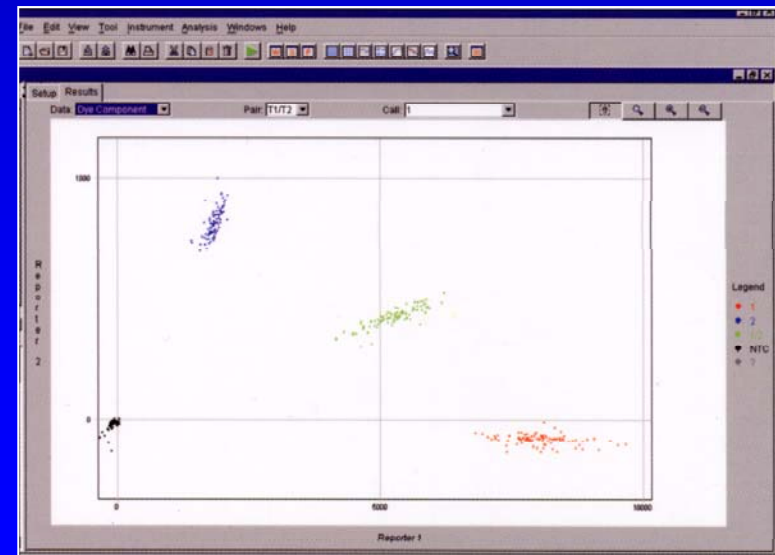 File Edit View Tool Instrument Analysis Windows Help
Setup Results
Data: Dye Component Pair: T1/T2 Call: 1
1000
0
0 5000 10000
Reporter 2
Reporter 1
Legend
1
2
1/2
NTC
?